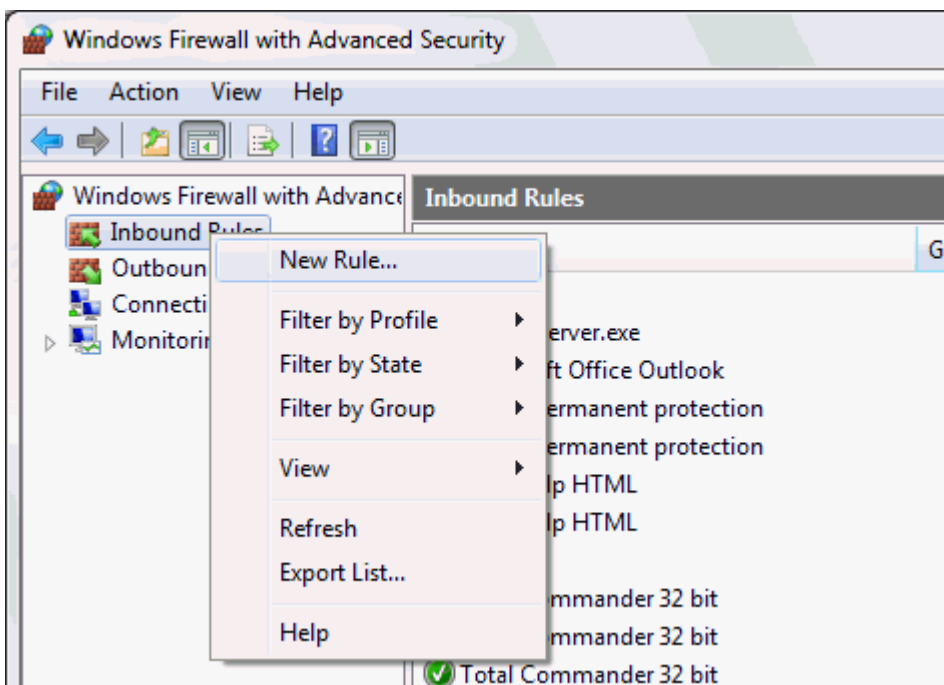 Windows Firewall with Advanced Security
File Action View Help
Windows Firewall with Advance
Inbound Rules
Inbound Rules
Outboun
Connecti
Monitorin
New Rule...
Filter by Profile
Filter by State
Filter by Group
View
Refresh
Export List...
Help
G
erver.exe
ft Office Outlook
ermanent protection
ermanent protection
lp HTML
lp HTML
ommander 32 bit
ommander 32 bit
Total Commander 32 bit